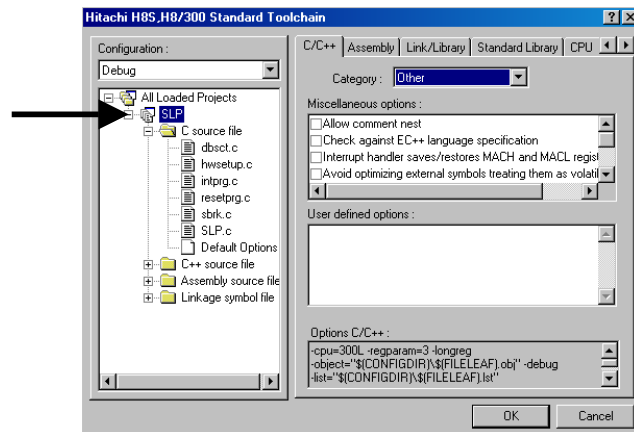 Hitachi H8S,H8/300 Standard Toolchain
Configuration :
Debug
All Loaded Projects
SLP
C source file
dbsct.c
hwsetup.c
intprg.c
resetprg.c
sbrk.c
SLP.c
Default Options
C++ source file
Assembly source file
Linkage symbol file
C/C++ Assembly Link/Library Standard Library CPU
Category : Other
Miscellaneous options :
Allow comment nest
Check against EC++ language specification
Interrupt handler saves/restores MACH and MACL regist
Avoid optimizing external symbols treating them as volatil
User defined options :
Options C/C++ :
-cpu=300L -regparam=3 -longreg
-object="$(CONFIGDIR)\$(FILELEAF).obj" -debug
-list="$(CONFIGDIR)\$(FILELEAF).lst"
OK Cancel